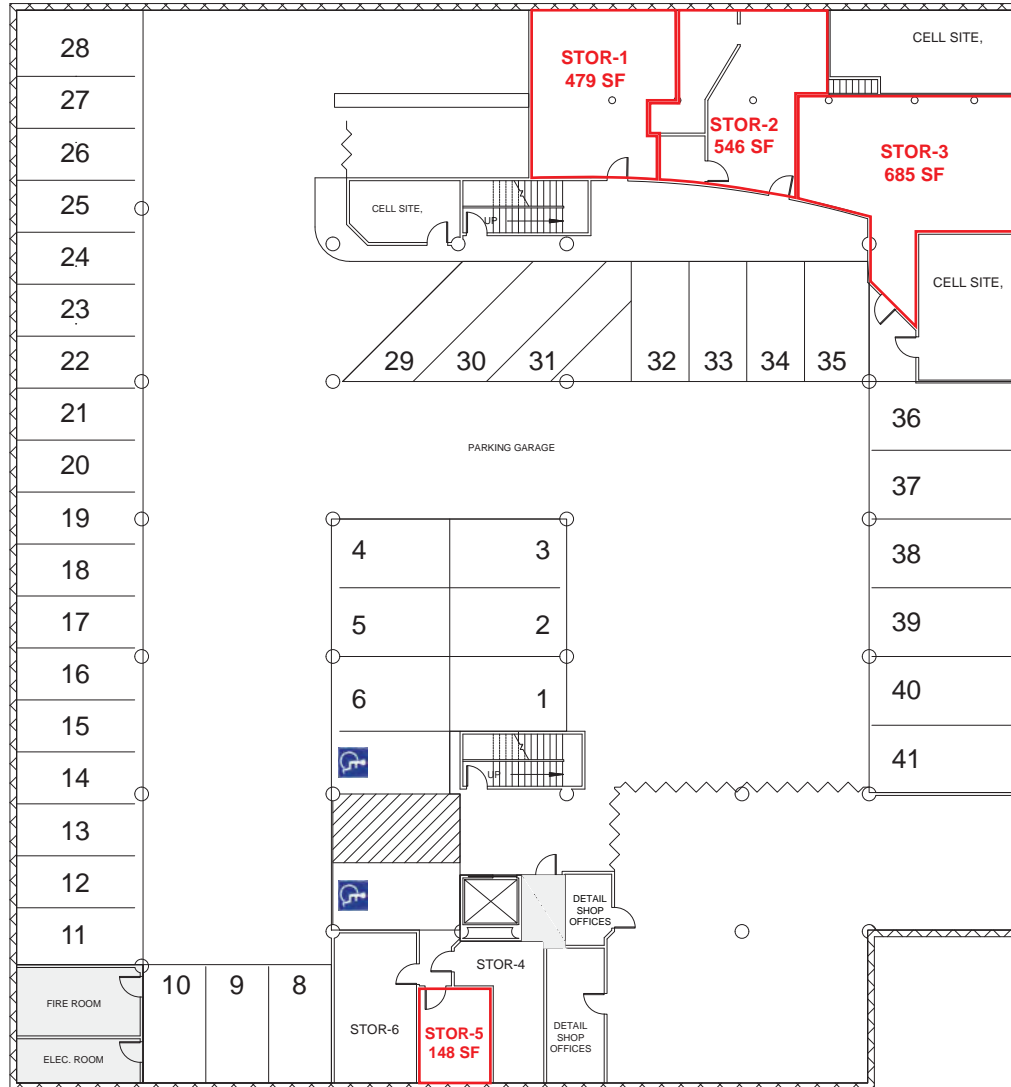 28
27
26
25
24
23
22
21
20
19
18
17
16
15
14
13
12
11
STOR-1
479 SF
STOR-2
546 SF
STOR-3
685 SF
CELL SITE,
CELL SITE,
UP
CELL SITE,
29
30
31
32
33
34
35
36
37
38
39
40
41
PARKING GARAGE
4
3
5
2
6
1
UP
DETAIL
SHOP
OFFICES
10
9
8
FIRE ROOM
ELEC. ROOM
STOR-6
STOR-4
STOR-5
148 SF
DETAIL
SHOP
OFFICES